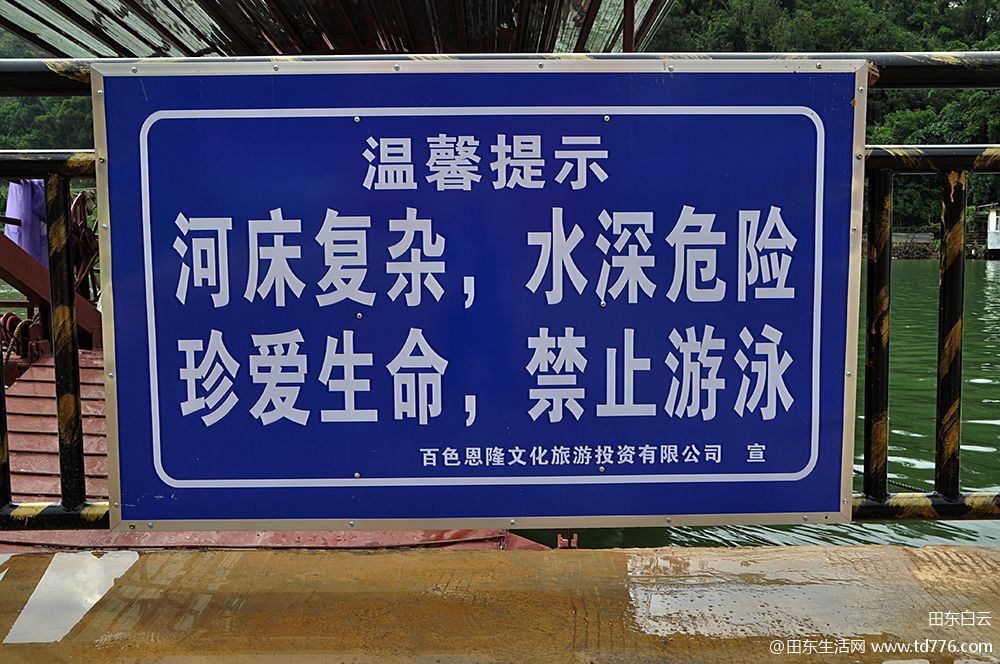 温馨提示
河床复杂，水深危险
珍爱生命，禁止游泳
百色恩隆文化旅游投资有限公司 宣
田东白云
@田东生活网 www.td776.com